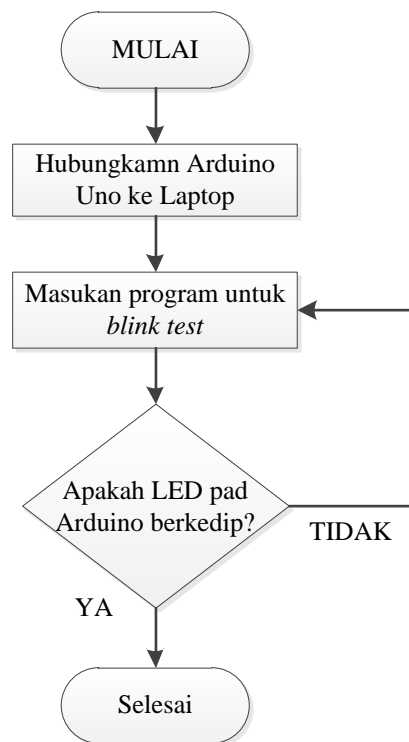 MULAI
Hubungkamn Arduino
Uno ke Laptop
Masukan program untuk
blink test
Apakah LED pad
Arduino berkedip?
TIDAK
YA
Selesai